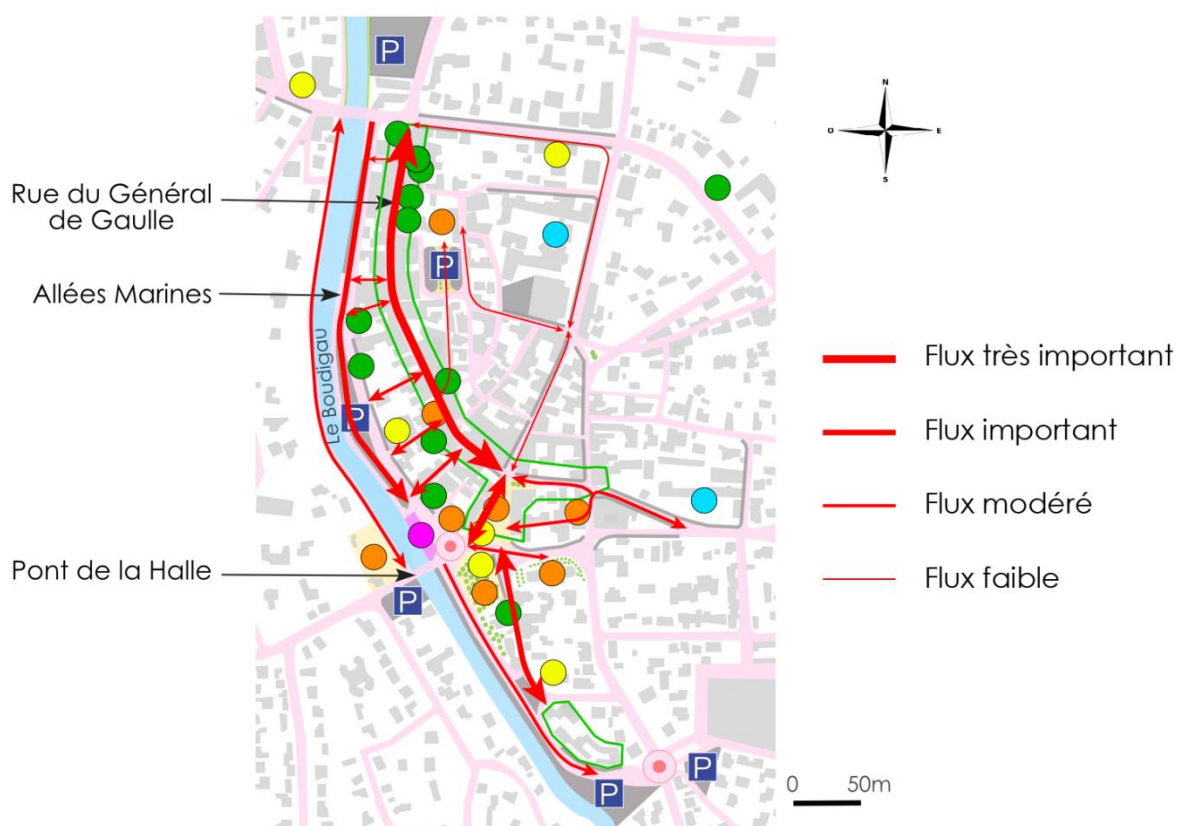 P
N
O
E
S
Rue du Général
de Gaulle
P
Allées Marines
Le Boudigau
P
Flux très important
Flux important
Flux modéré
Flux faible
Pont de la Halle
P
P
P
0 50m